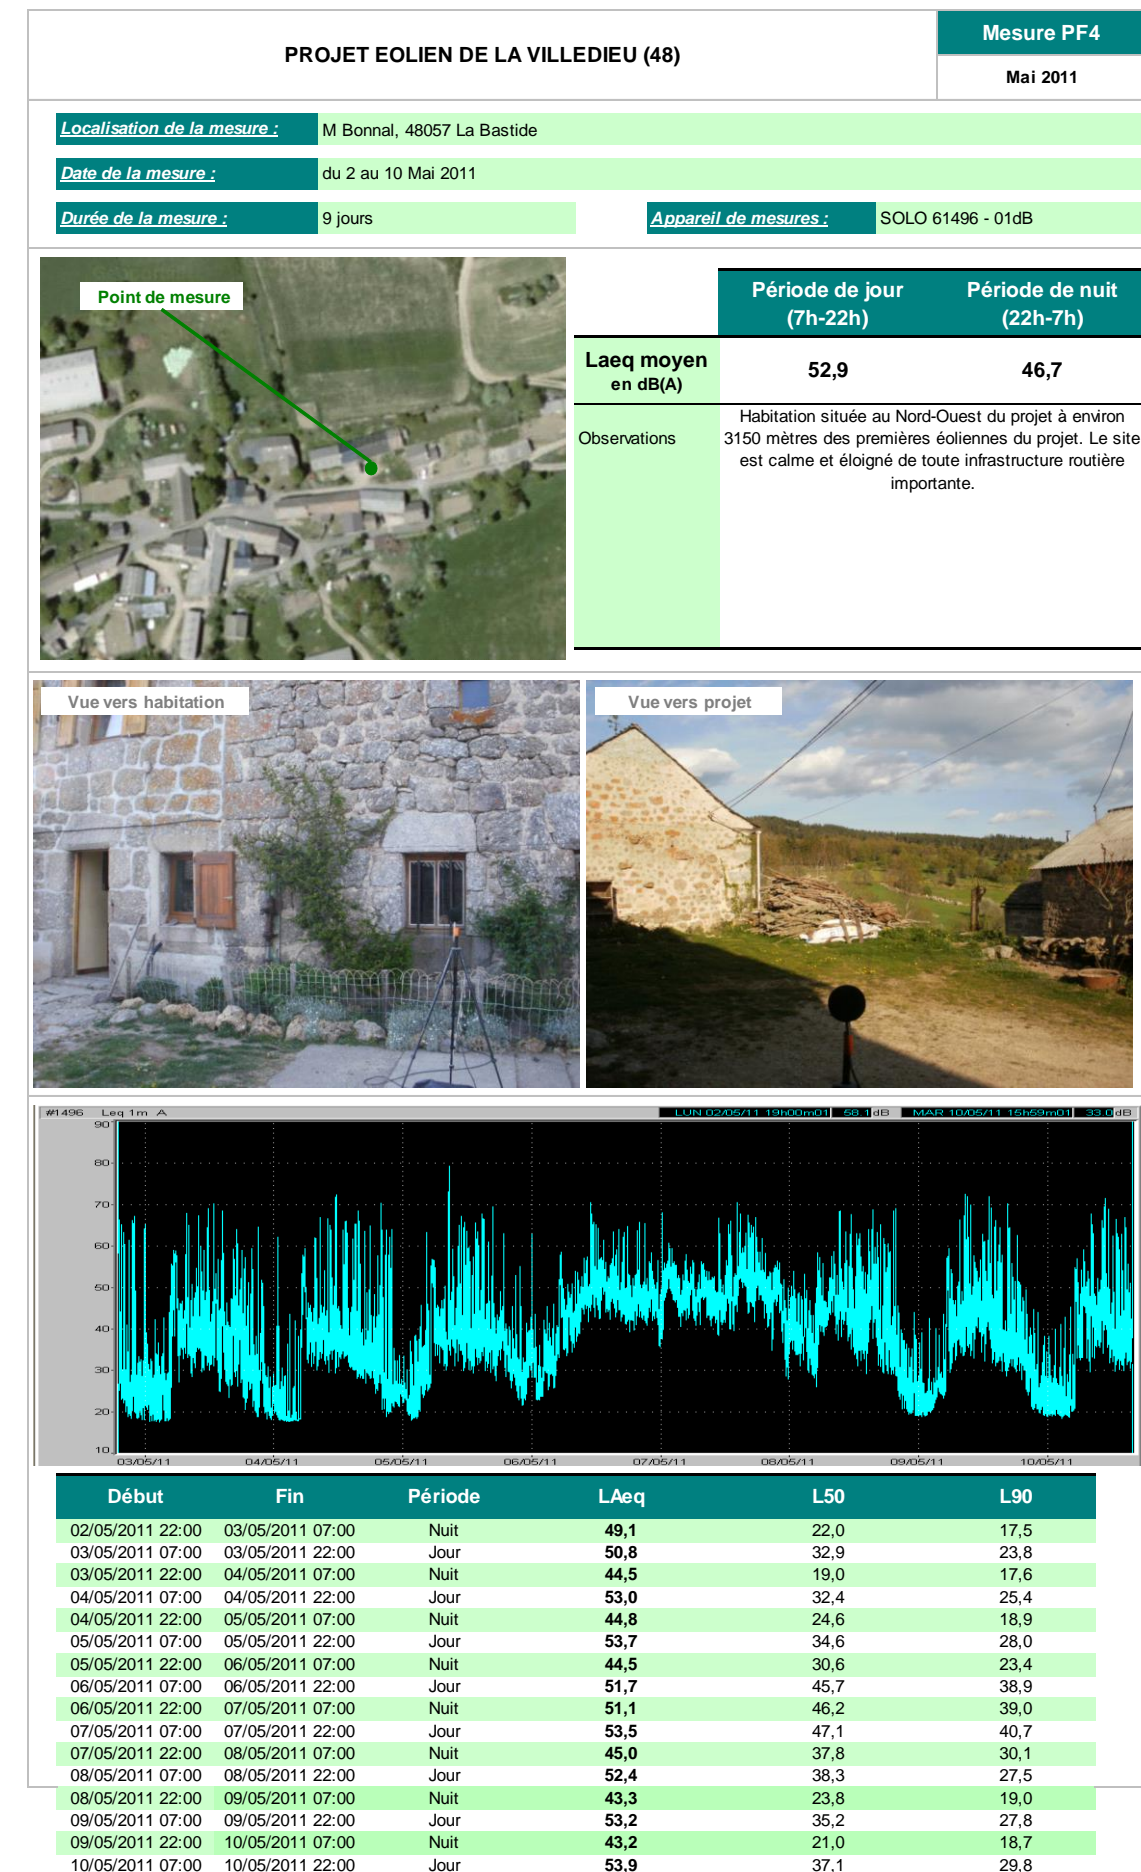 PROJET EOLIEN DE LA VILLEDIEU (48)
Mesure PF4
Mai 2011
Localisation de la mesure : M Bonnal, 48057 La Bastide
Date de la mesure : du 2 au 10 Mai 2011
Durée de la mesure : 9 jours Appareil de mesures : SOLO 61496 - 01dB
Point de mesure
Période de jour (7h-22h) Période de nuit (22h-7h)
Laeq moyen en dB(A) 52,9 46,7
Observations
Habitation située au Nord-Ouest du projet à environ
3150 mètres des premières éoliennes du projet. Le site
est calme et éloigné de toute infrastructure routière
importante.
Vue vers habitation
Vue vers projet
#1496 Leq 1m A LUN 02/05/11 19h00m01 58.1 dB MAR 10/05/11 15h59m01 33.0 dB
90
80
70
60
50
40
30
20
10
03/05/11 04/05/11 05/05/11 06/05/11 07/05/11 08/05/11 09/05/11 10/05/11
Début Fin Période LAeq L50 L90
02/05/2011 22:00 03/05/2011 07:00 Nuit 49,1 22,0 17,5
03/05/2011 07:00 03/05/2011 22:00 Jour 50,8 32,9 23,8
03/05/2011 22:00 04/05/2011 07:00 Nuit 44,5 19,0 17,6
04/05/2011 07:00 04/05/2011 22:00 Jour 53,0 32,4 25,4
04/05/2011 22:00 05/05/2011 07:00 Nuit 44,8 24,6 18,9
05/05/2011 07:00 05/05/2011 22:00 Jour 53,7 34,6 28,0
05/05/2011 22:00 06/05/2011 07:00 Nuit 44,5 30,6 23,4
06/05/2011 07:00 06/05/2011 22:00 Jour 51,7 45,7 38,9
06/05/2011 22:00 07/05/2011 07:00 Nuit 51,1 46,2 39,0
07/05/2011 07:00 07/05/2011 22:00 Jour 53,5 47,1 40,7
07/05/2011 22:00 08/05/2011 07:00 Nuit 45,0 37,8 30,1
08/05/2011 07:00 08/05/2011 22:00 Jour 52,4 38,3 27,5
08/05/2011 22:00 09/05/2011 07:00 Nuit 43,3 23,8 19,0
09/05/2011 07:00 09/05/2011 22:00 Jour 53,2 35,2 27,8
09/05/2011 22:00 10/05/2011 07:00 Nuit 43,2 21,0 18,7
10/05/2011 07:00 10/05/2011 22:00 Jour 53,9 37,1 29,8